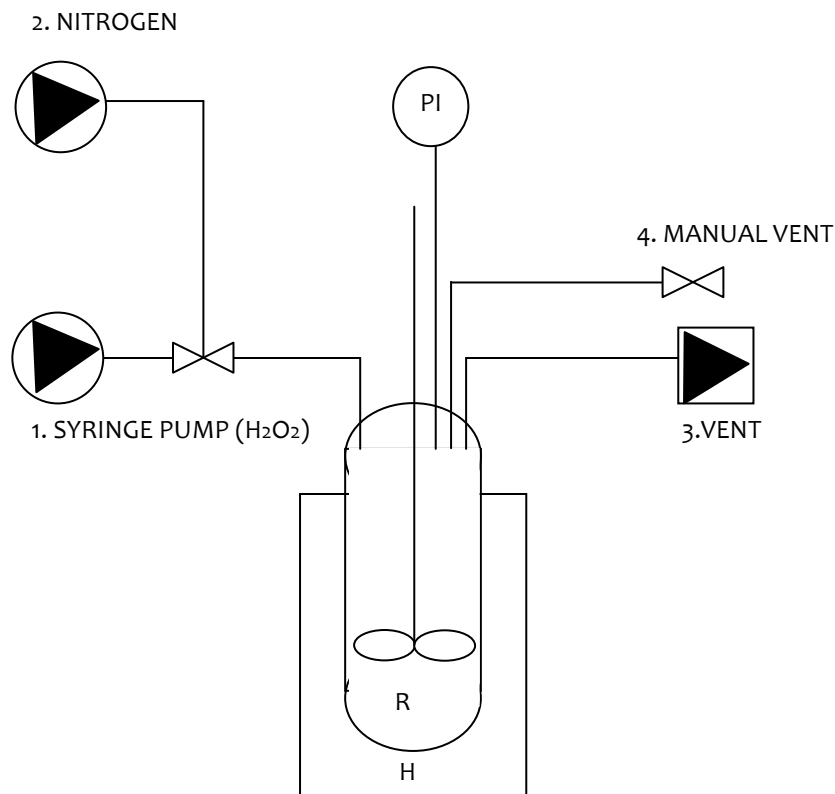 2. NITROGEN
PI
4. MANUAL VENT
1. SYRINGE PUMP (H2O2)
3.VENT
R
H